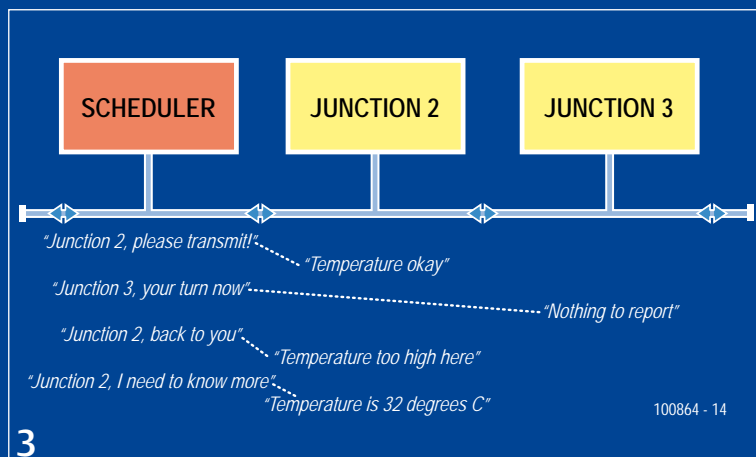 SCHEDULER
JUNCTION 2
JUNCTION 3
“Junction 2, please transmit!”
“Temperature okay”
“Junction 3, your turn now”
“Nothing to report”
“Junction 2, back to you”
“Temperature too high here”
“Junction 2, I need to know more”
“Temperature is 32 degrees C”
100864 - 14
3